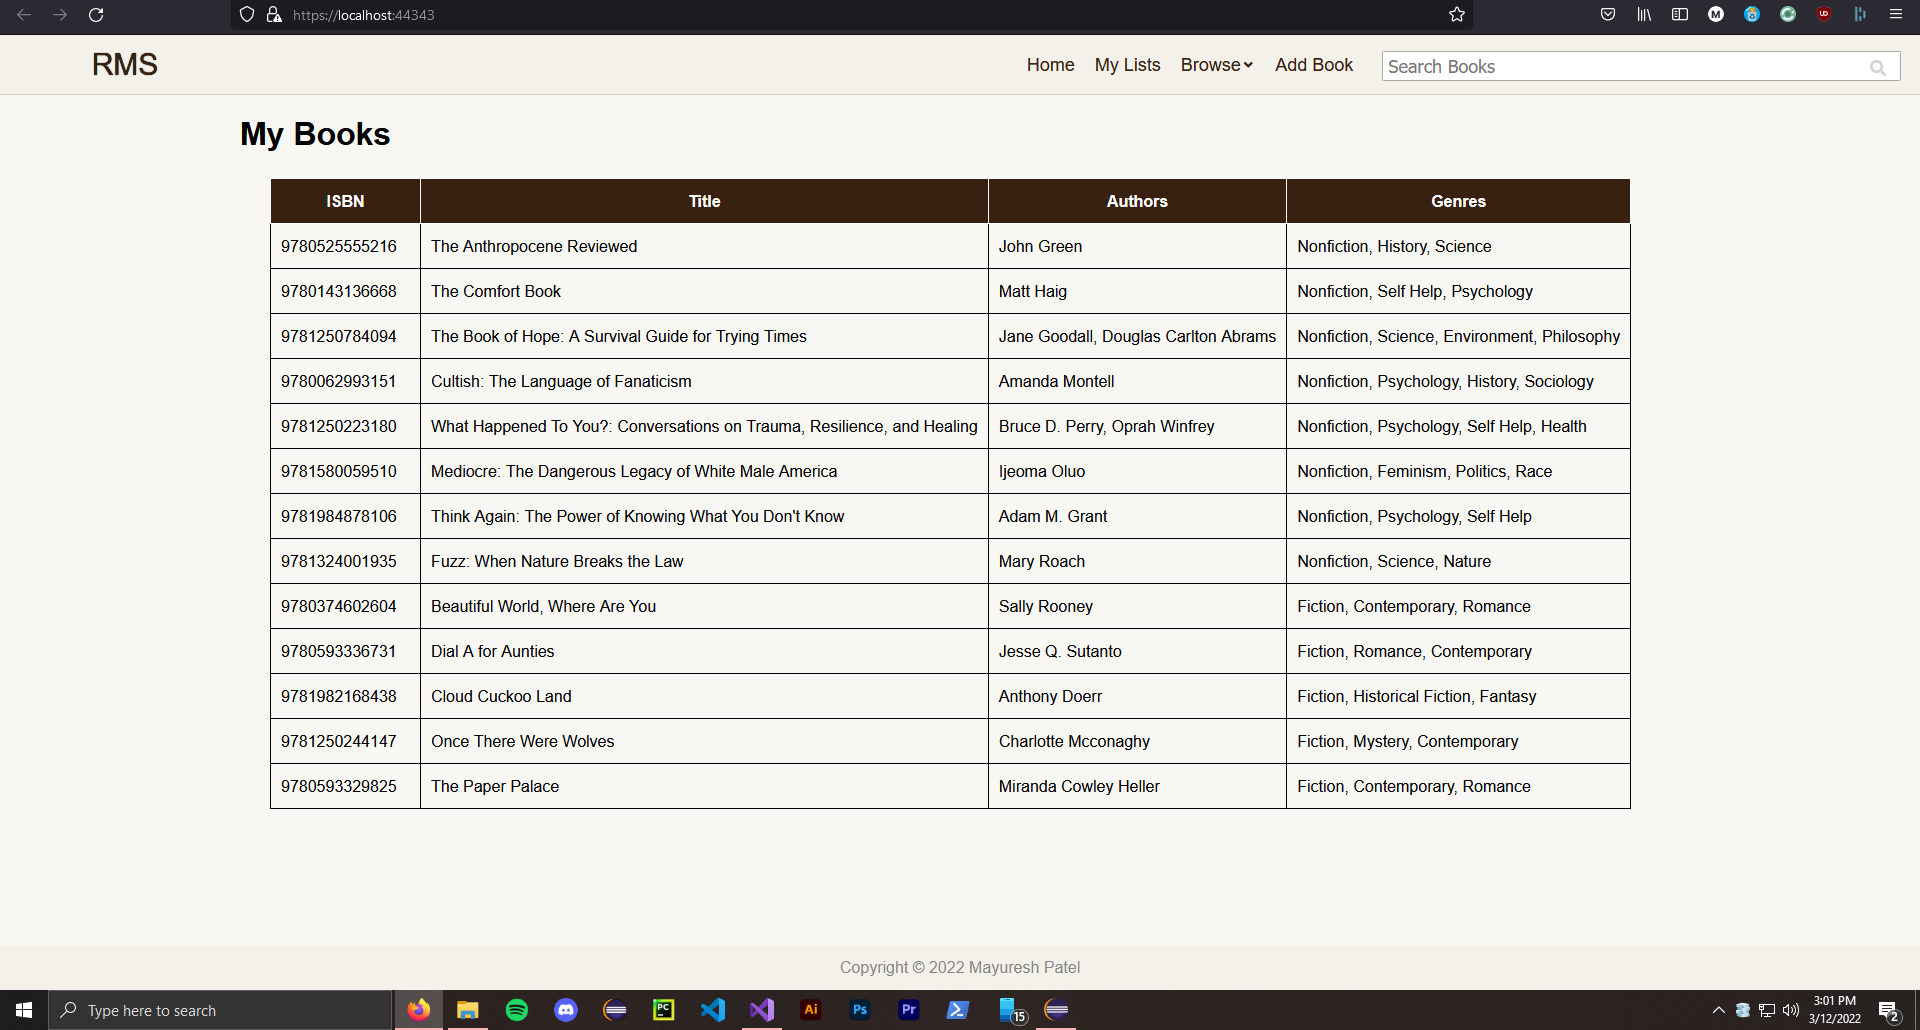 https://localhost:44343
RMS
Home My Lists Browse Add Book Search Books
My Books
ISBN Title Authors Genres
9780525555216 The Anthropocene Reviewed John Green Nonfiction, History, Science
9780143136668 The Comfort Book Matt Haig Nonfiction, Self Help, Psychology
9781250784094 The Book of Hope: A Survival Guide for Trying Times Jane Goodall, Douglas Carlton Abrams Nonfiction, Science, Environment, Philosophy
9780062993151 Cultish: The Language of Fanaticism Amanda Montell Nonfiction, Psychology, History, Sociology
9781250223180 What Happened To You?: Conversations on Trauma, Resilience, and Healing Bruce D. Perry, Oprah Winfrey Nonfiction, Psychology, Self Help, Health
9781580059510 Mediocre: The Dangerous Legacy of White Male America Ijeoma Oluo Nonfiction, Feminism, Politics, Race
9781984878106 Think Again: The Power of Knowing What You Don't Know Adam M. Grant Nonfiction, Psychology, Self Help
9781324001935 Fuzz: When Nature Breaks the Law Mary Roach Nonfiction, Science, Nature
9780374602604 Beautiful World, Where Are You Sally Rooney Fiction, Contemporary, Romance
9780593336731 Dial A for Aunties Jesse Q. Sutanto Fiction, Romance, Contemporary
9781982168438 Cloud Cuckoo Land Anthony Doerr Fiction, Historical Fiction, Fantasy
9781250244147 Once There Were Wolves Charlotte Mcconaghy Fiction, Mystery, Contemporary
9780593329825 The Paper Palace Miranda Cowley Heller Fiction, Contemporary, Romance
Copyright © 2022 Mayuresh Patel
Type here to search
PC
Ai
Ps
Pr
15
3:01 PM
3/12/2022
2